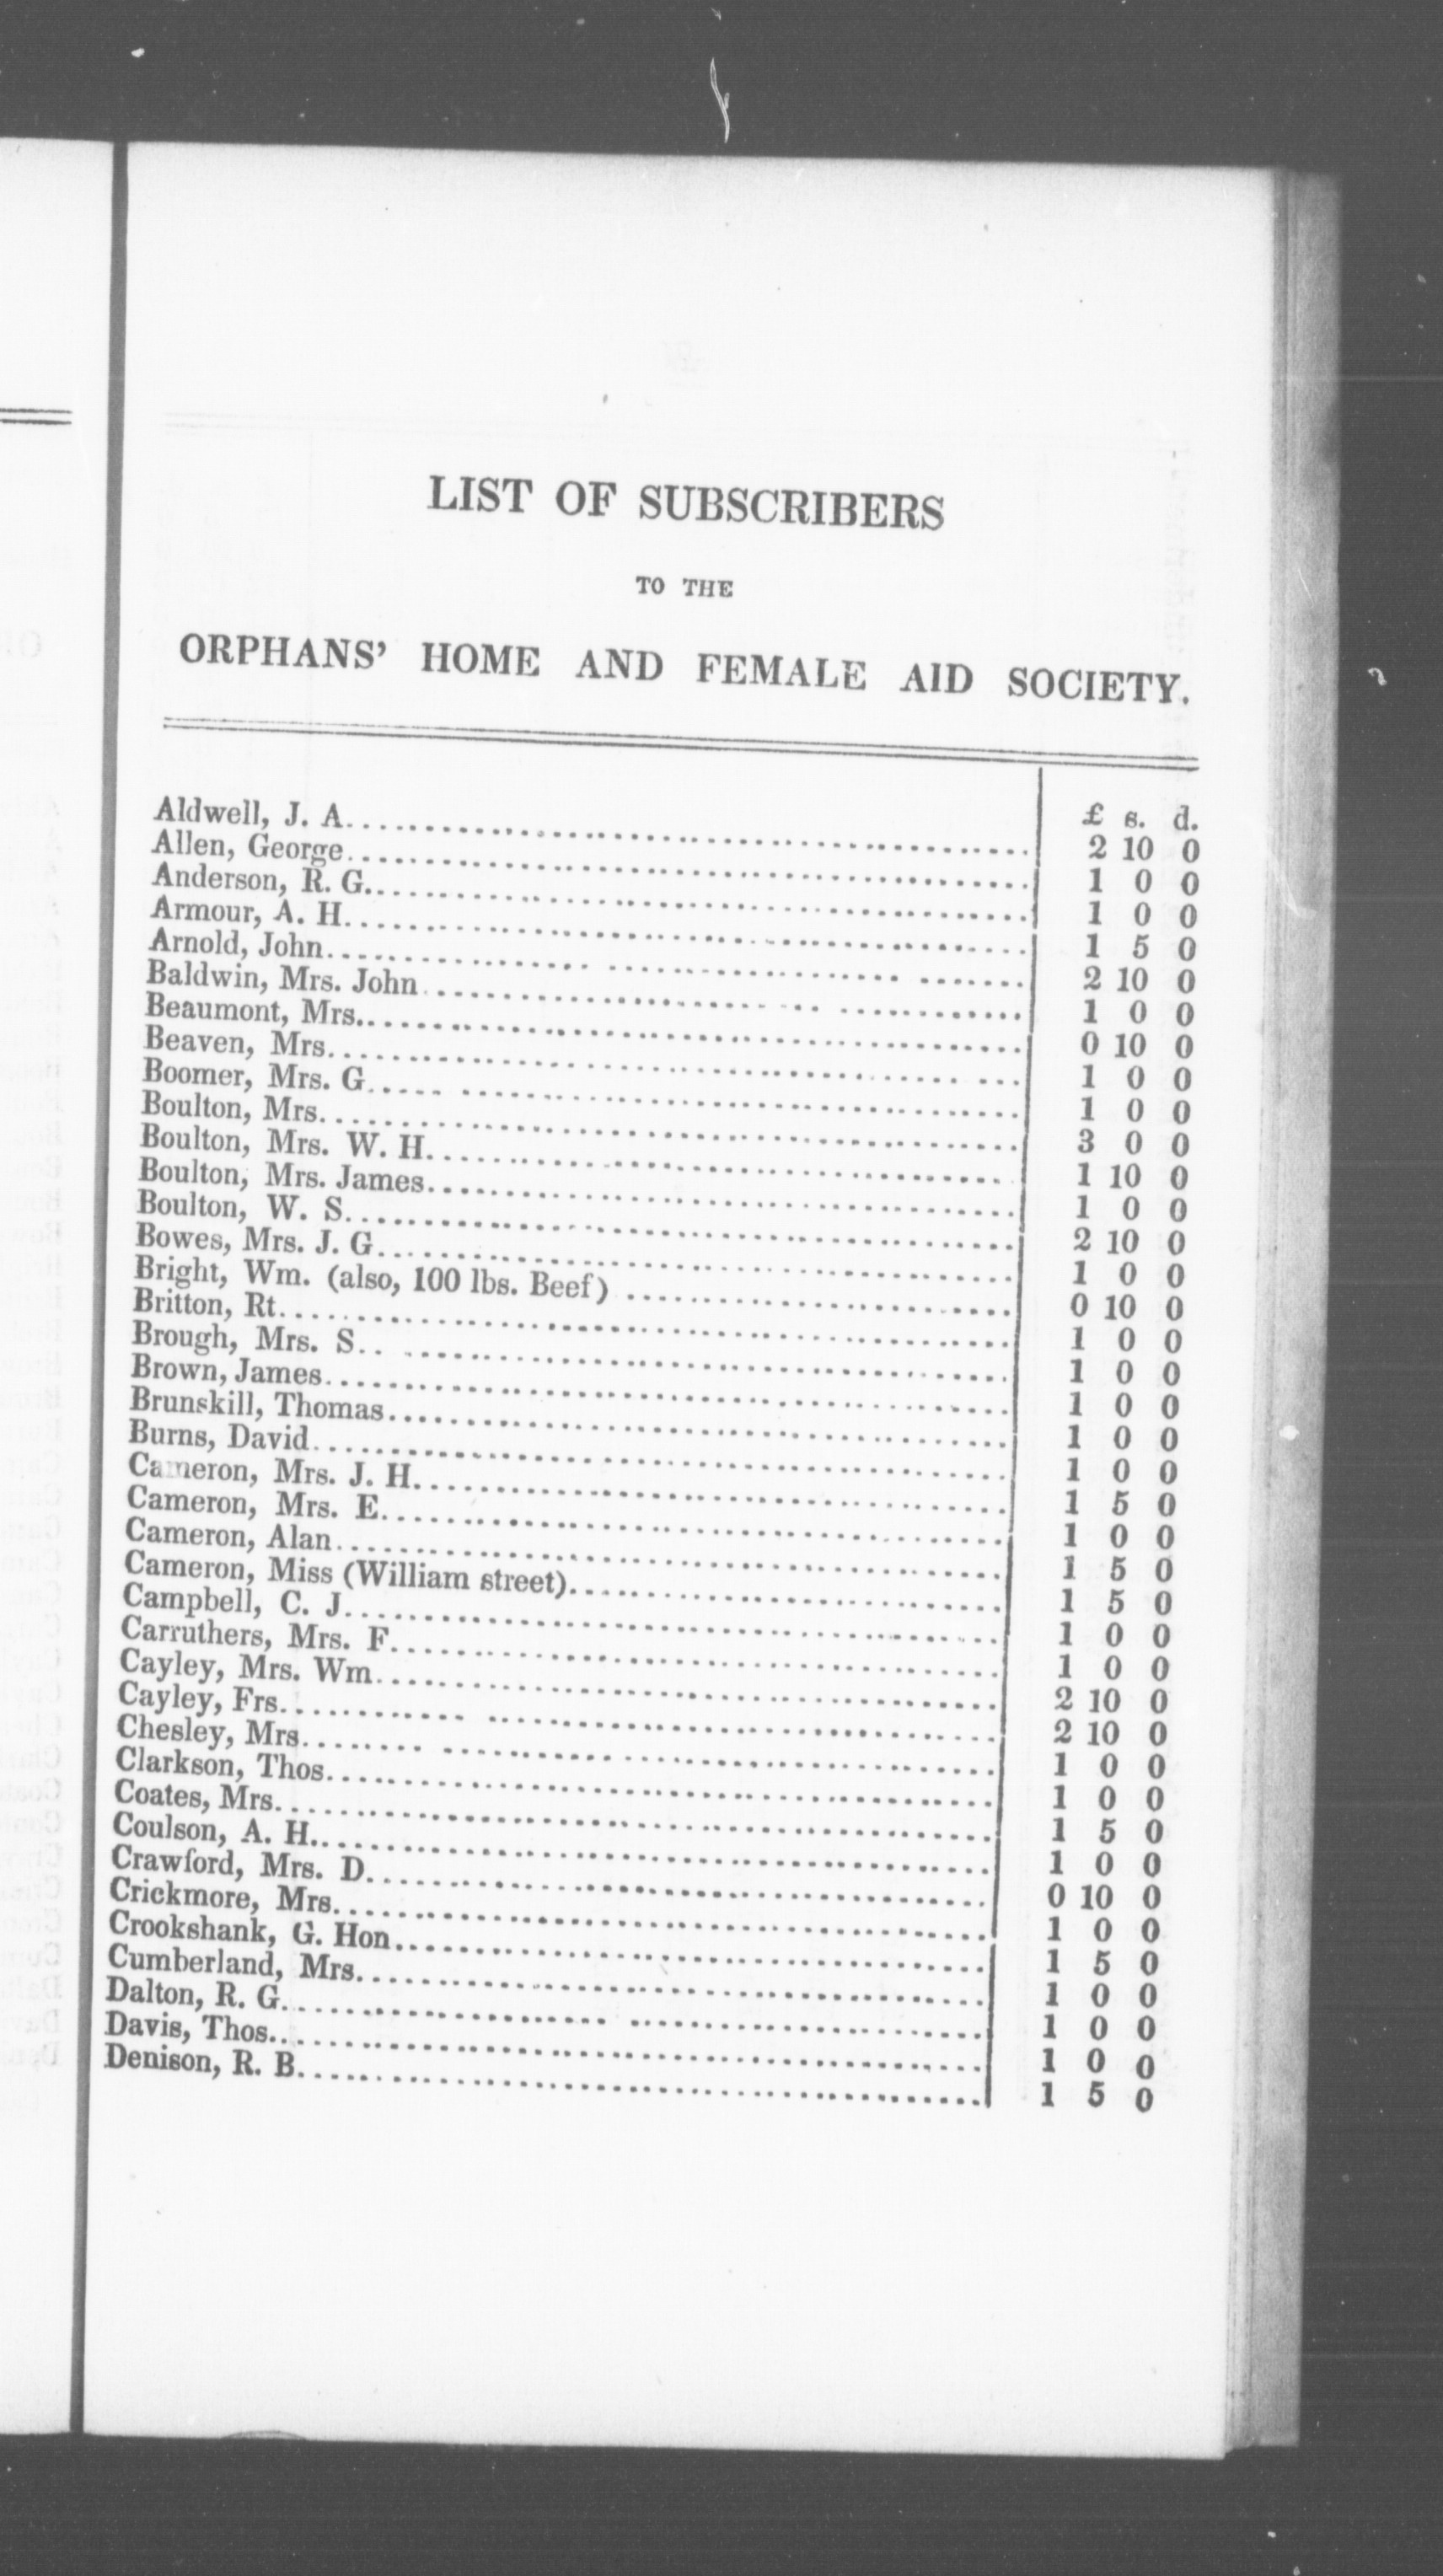 LIST OF SUBSCRIBERS
TO THE
ORPHANS' HOME AND FEMALE AID SOCIETY.
£ s. d.
Aldwell, J. A. 2 10 0
Allen, George 1 0 0
Anderson, R. G. 1 0 0
Armour, A. H. 1 5 0
Arnold, John 2 10 0
Baldwin, Mrs. John 1 0 0
Beaumont, Mrs. 0 10 0
Beaven, Mrs. 1 0 0
Boomer, Mrs. G. 1 0 0
Boulton, Mrs. 3 0 0
Boulton, Mrs. W. H. 1 10 0
Boulton, Mrs. James 1 0 0
Boulton, W. S. 2 10 0
Bowes, Mrs. J. G. 1 0 0
Bright, Wm. (also, 100 lbs. Beef) 0 10 0
Britton, Rt. 1 0 0
Brough, Mrs. S. 1 0 0
Brown, James 1 0 0
Brunskill, Thomas 1 0 0
Burns, David 1 0 0
Cameron, Mrs. J. H. 1 5 0
Cameron, Mrs. E. 1 0 0
Cameron, Alan 1 5 0
Cameron, Miss (William street) 1 5 0
Campbell, C. J. 1 0 0
Carruthers, Mrs. F. 1 0 0
Cayley, Mrs. Wm. 2 10 0
Cayley, Frs. 2 10 0
Chesley, Mrs. 1 0 0
Clarkson, Thos. 1 0 0
Coates, Mrs. 1 5 0
Coulson, A. H. 1 0 0
Crawford, Mrs. D. 0 10 0
Crickmore, Mrs. 1 0 0
Crookshank, G. Hon. 1 5 0
Cumberland, Mrs. 1 0 0
Dalton, R. G. 1 0 0
Davis, Thos. 1 0 0
Denison, R. B. 1 5 0